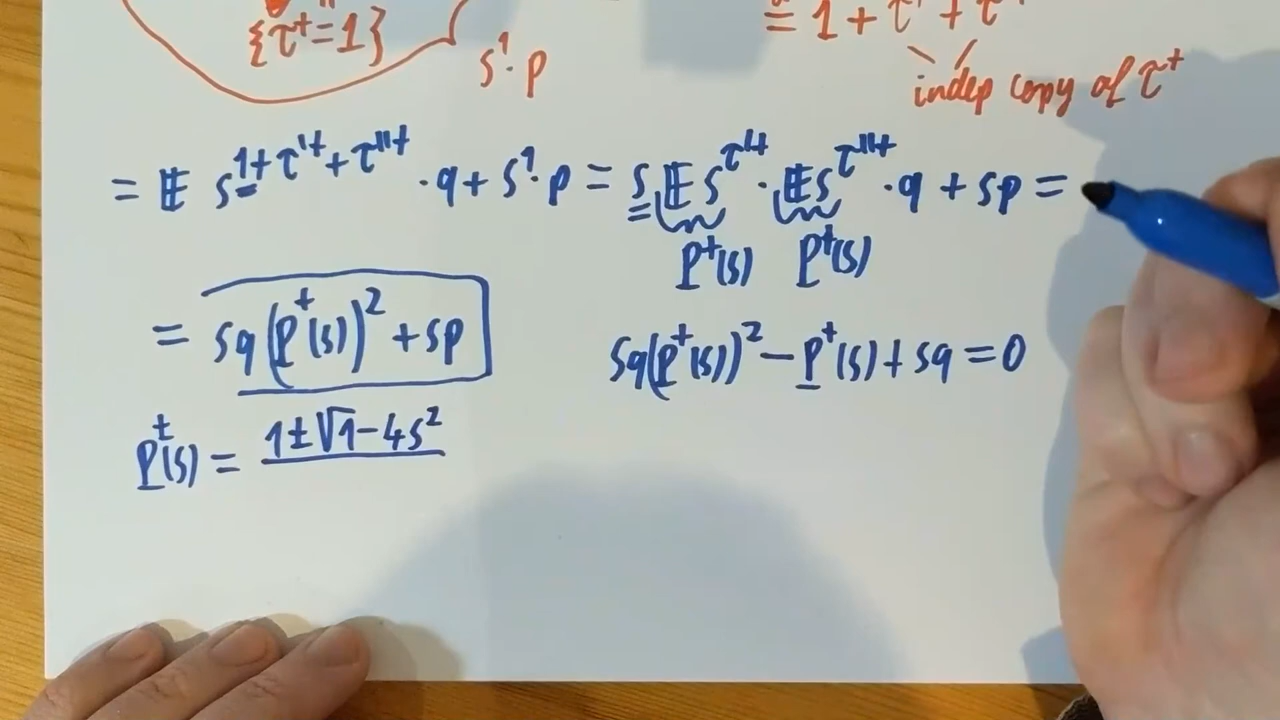 {τ⁺=1}
s¹·p
= 1 + τ'⁺ + τ''⁺
indep copy of τ⁺
= 𝔼 s^{1+τ'⁺+τ''⁺} · q + s¹·p = s 𝔼 s^{τ'⁺} · 𝔼 s^{τ''⁺} · q + sp =
P⁺(s) P⁺(s)
= sq(P⁺(s))² + sp
sq(P⁺(s))² − P⁺(s) + sq = 0
P^±(s) = 1±√1−4s²